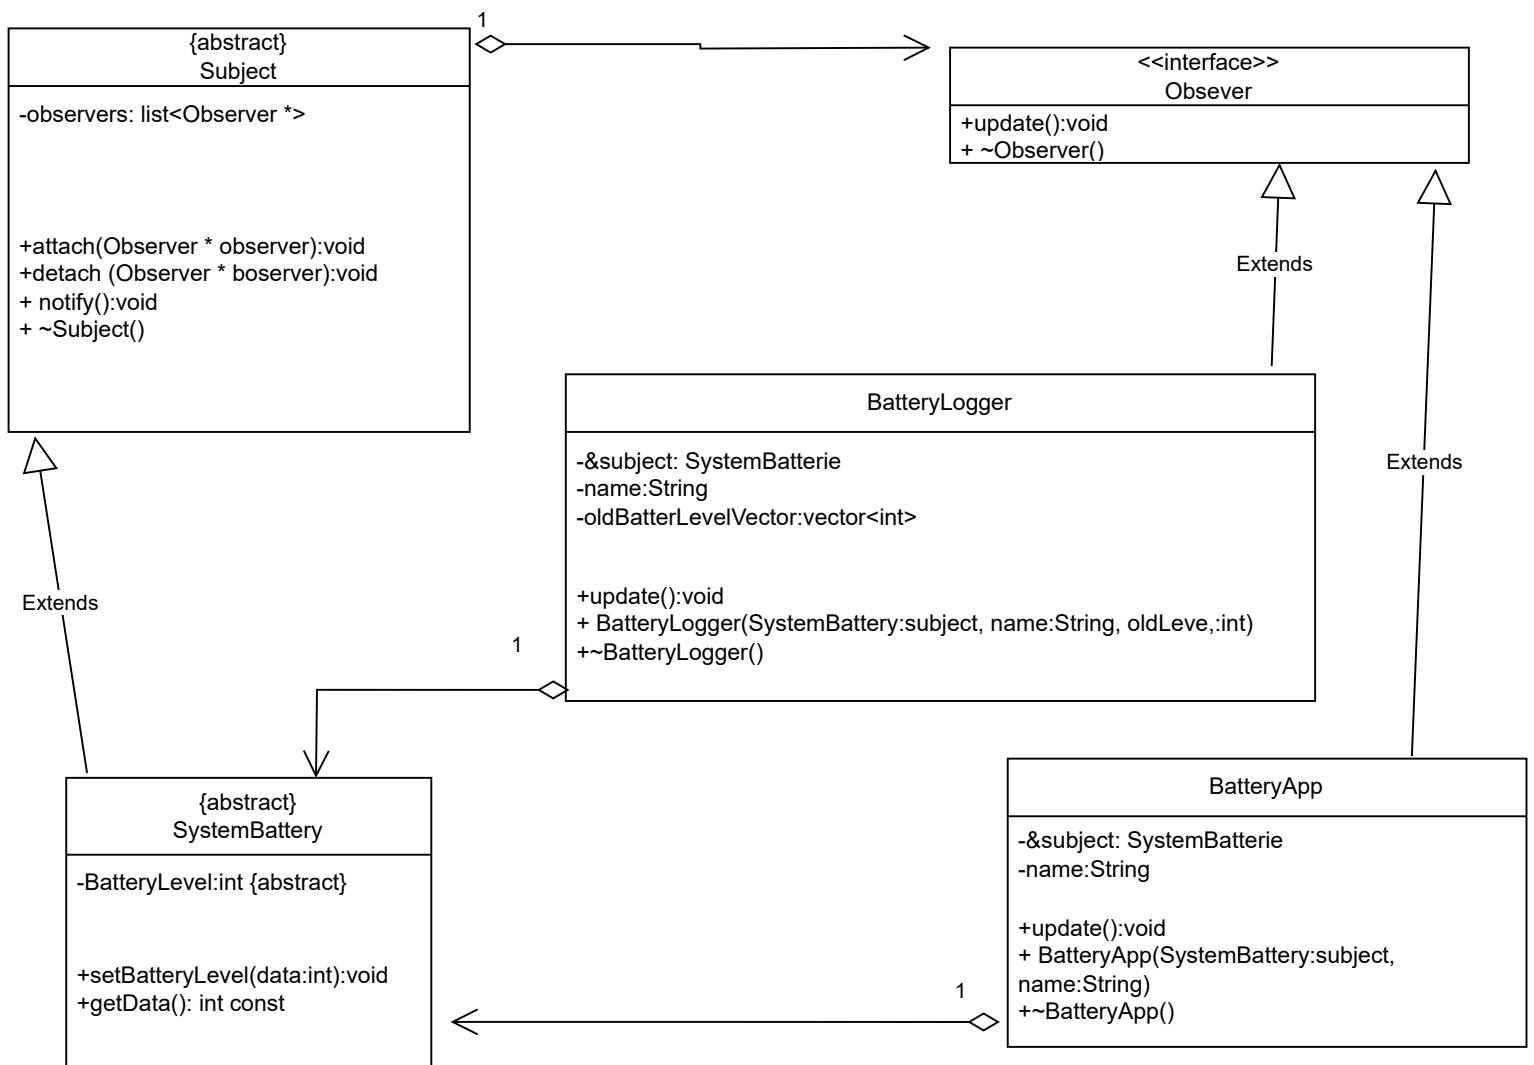 1
{abstract}
Subject
-observers: list<Observer *>
+attach(Observer * observer):void
+detach (Observer * boserver):void
+ notify():void
+ ~Subject()
<<interface>>
Obsever
+update():void
+ ~Observer()
Extends
Extends
Extends
BatteryLogger
-&subject: SystemBatterie
-name:String
-oldBatterLevelVector:vector<int>
+update():void
+ BatteryLogger(SystemBattery:subject, name:String, oldLeve,:int)
+~BatteryLogger()
1
{abstract}
SystemBattery
-BatteryLevel:int {abstract}
+setBatteryLevel(data:int):void
+getData(): int const
BatteryApp
-&subject: SystemBatterie
-name:String
+update():void
+ BatteryApp(SystemBattery:subject,
name:String)
+~BatteryApp()
1